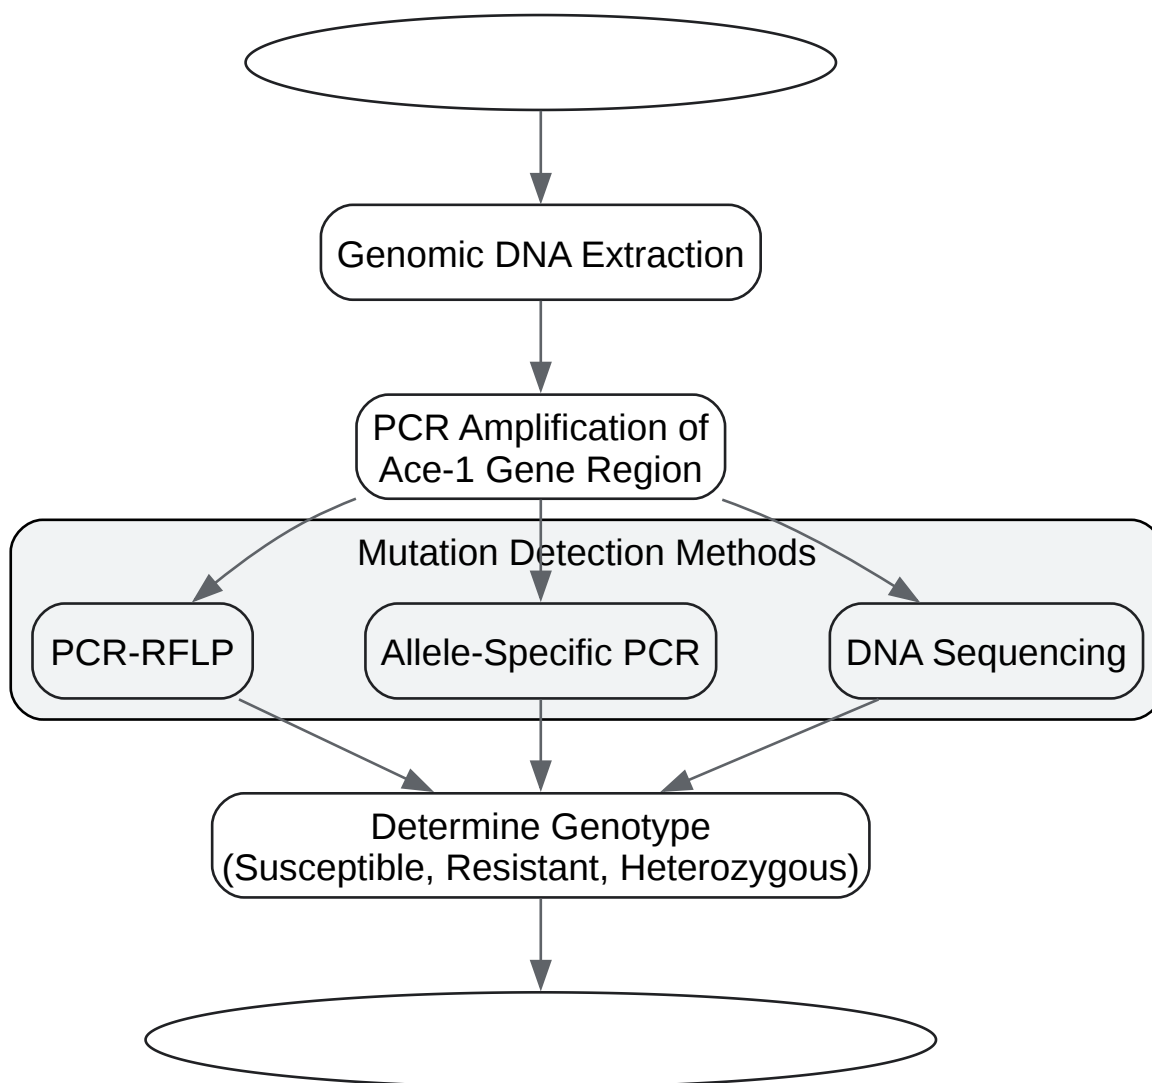 Genomic DNA Extraction
PCR Amplification of
Ace-1 Gene Region
Mutation Detection Methods
PCR-RFLP
Allele-Specific PCR
DNA Sequencing
Determine Genotype
(Susceptible, Resistant, Heterozygous)